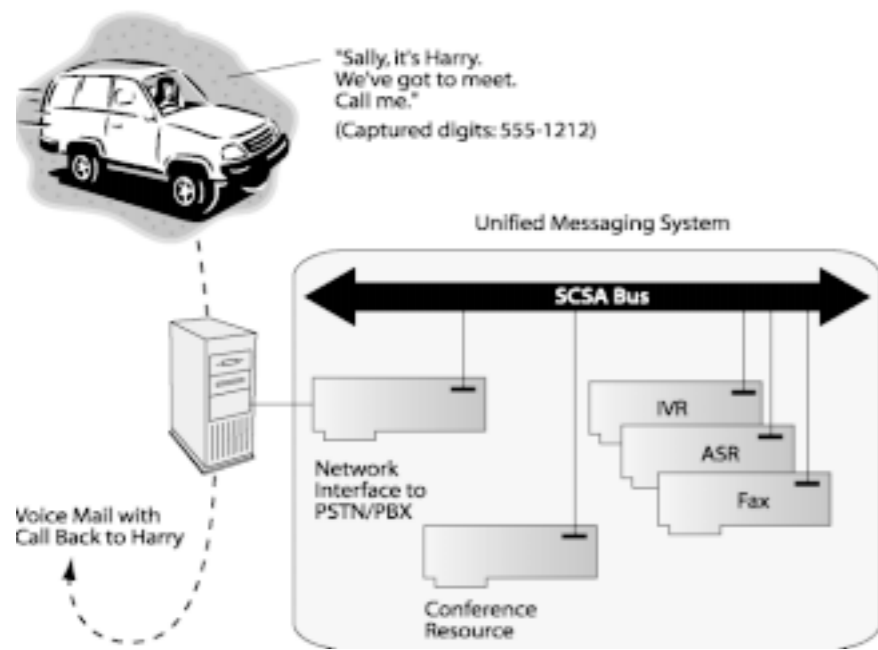 "Sally, it's Harry.
We've got to meet.
Call me."
(Captured digits: 555-1212)
Unified Messaging System
SCSA Bus
IVR
ASR
Fax
Network
Interface to
PSTN/PBX
Voice Mail with
Call Back to Harry
Conference
Resource